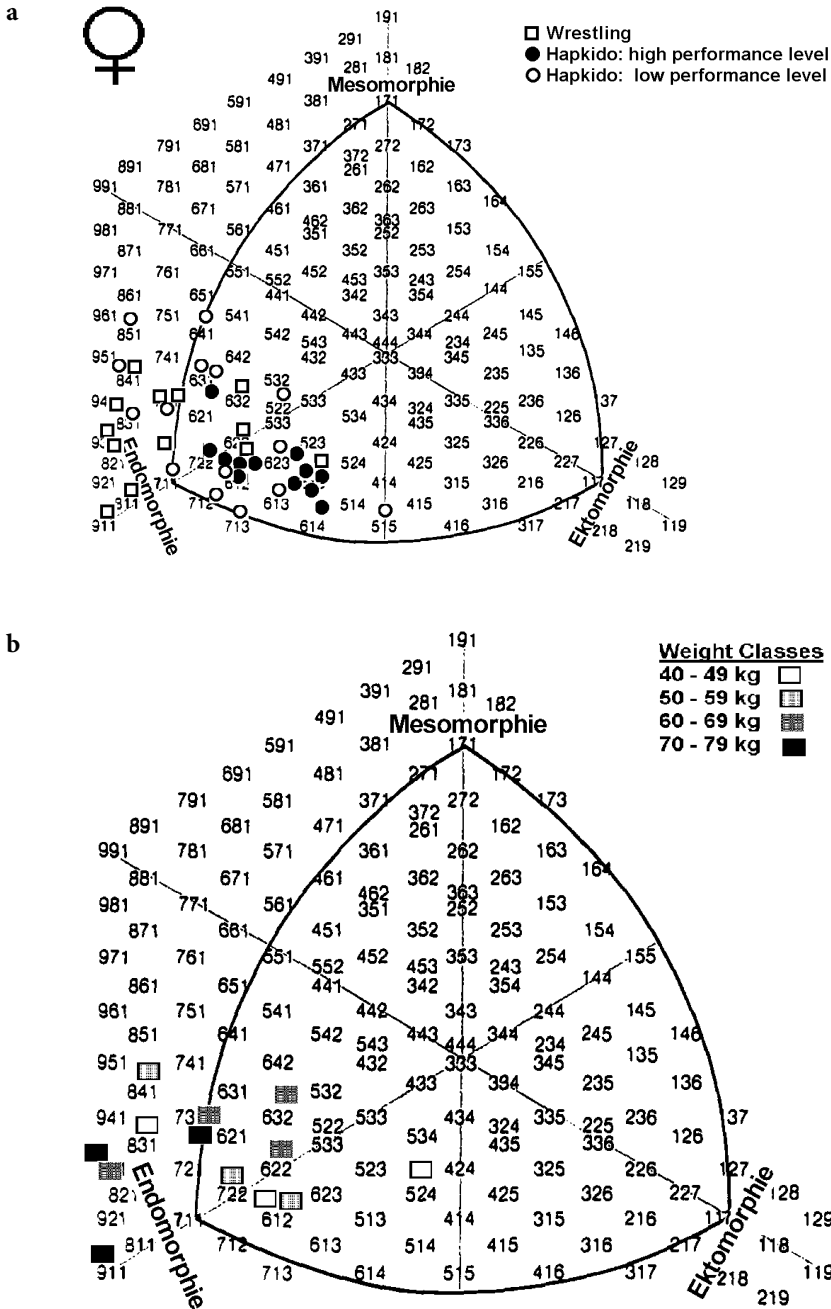 a
191
291
391 181
281 182
491
Mesomorphie
□ Wrestling
● Hapkido: high performance level
○ Hapkido: low performance level
591 381 171
691 481 271 172
791 581 371 272 173
372
891 681 471 261 162
991 781 571 361 262 163
164
881 671 461 362 263
462 363
981 771 561 351 252 153
871 661 451 352 253 154
971 761 551 452 353 254 155
552 453 243
861 651 441 342 354 144
961 751 541 442 343 244 145
851 641 542 443 344 245 146
543 444 234
951 741 642 432 333 345 135
841 631 532 433 394 235 136
632 533 434 335 236 37
522 324 225
621 533 534 435 336 126
523 424 325 226 127
821 722 623 524 425 326 227 128
921 711 612 414 315 216 117 129
811 712 613 514 415 316 217 118
911 713 614 515 416 317 218 119
219
Endomorphie
Ektomorphie
b
191
291
391 181
281 182
491
Mesomorphie
Weight Classes
40 - 49 kg
50 - 59 kg
60 - 69 kg
70 - 79 kg
591 381 171
691 481 271 172
791 581 371 272 173
372
891 681 471 261 162
991 781 571 361 262 163
164
881 671 461 362 263
462 363
981 771 561 351 252 153
871 661 451 352 253 154
971 761 551 452 353 254 155
552 453 243
861 651 441 342 354 144
961 751 541 442 343 244 145
851 641 542 443 344 245 146
543 444 234
951 741 642 432 333 345 135
841 631 532 433 394 235 136
941 73 632 533 434 335 236 37
522 324 225
831 621 533 534 435 336 126
721 622 523 424 325 226 127
821 722 623 524 425 326 227 128
921 711 612 513 414 315 216 117 129
811 712 613 514 415 316 217 118
911 713 614 515 416 317 218 119
219
Endomorphie
Ektomorphie